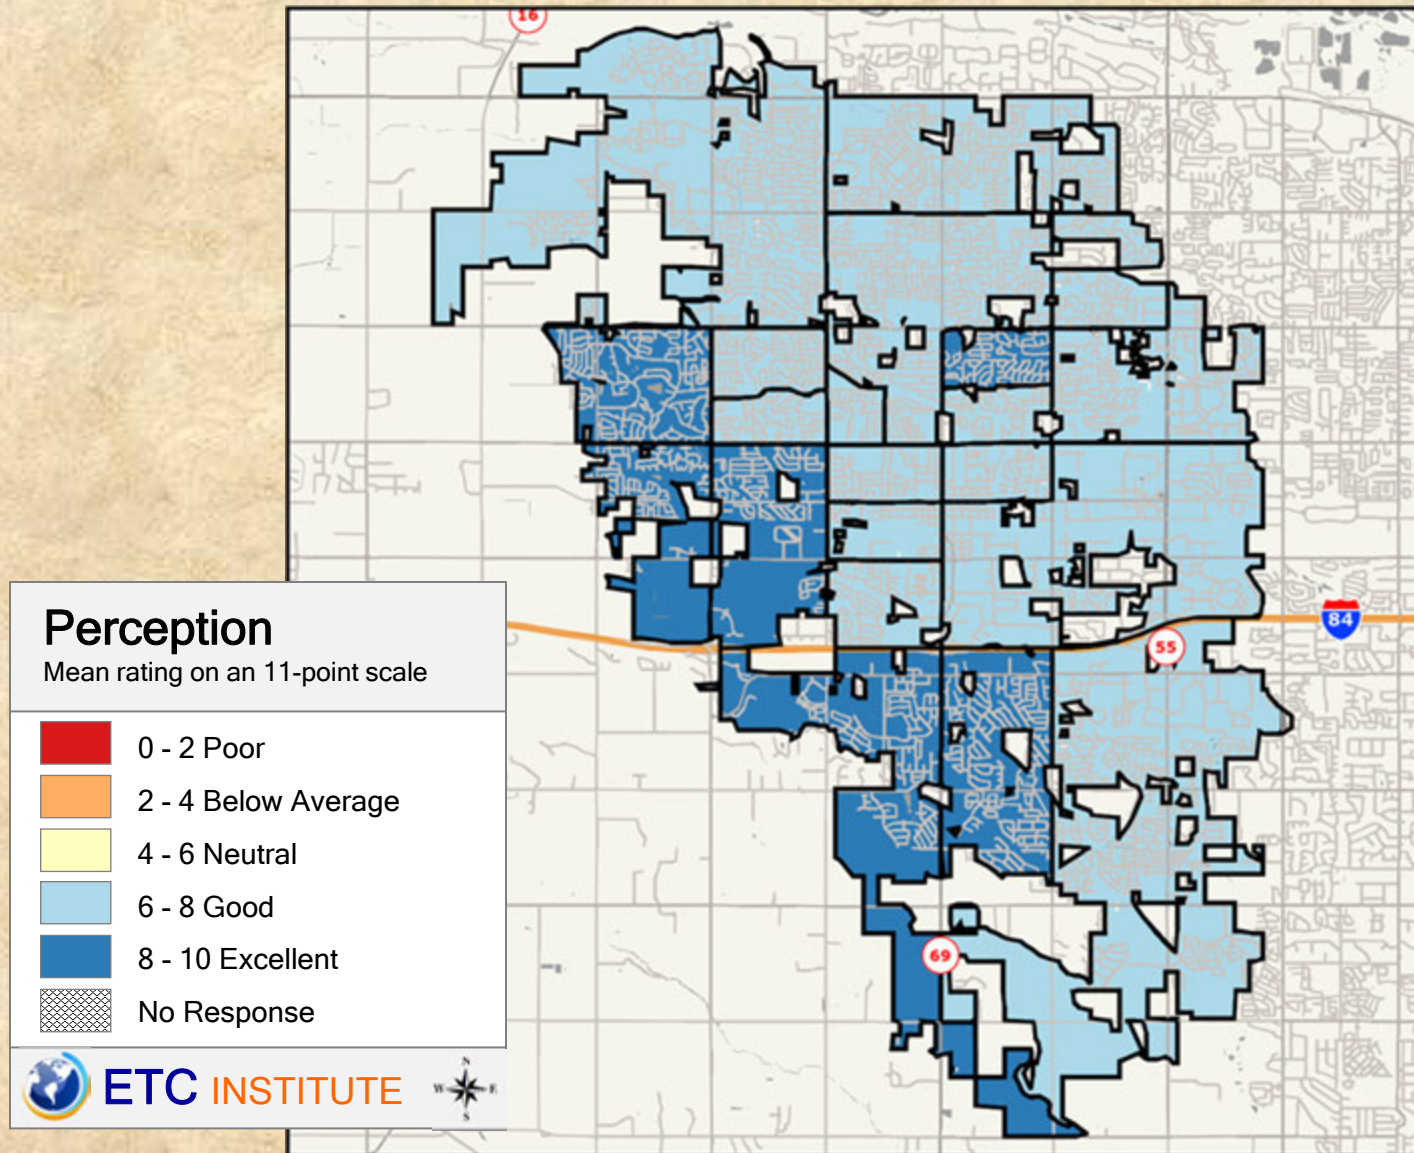 16
84
55
69
Perception
Mean rating on an 11-point scale
0 - 2 Poor
2 - 4 Below Average
4 - 6 Neutral
6 - 8 Good
8 - 10 Excellent
No Response
ETC INSTITUTE
N
W E
S